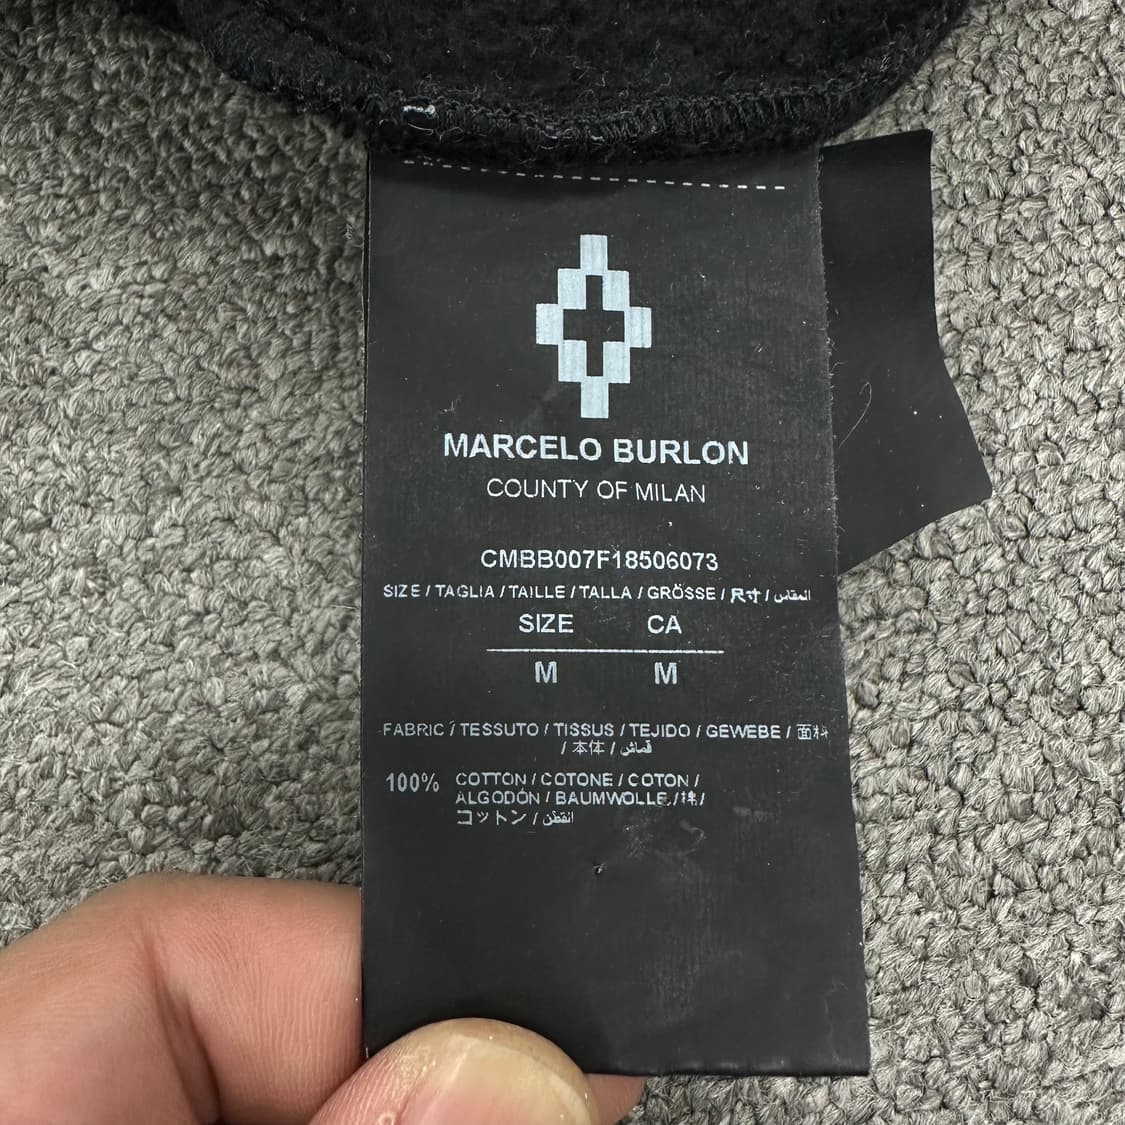 MARCELO BURLON
COUNTY OF MILAN
CMBB007F18506073
SIZE / TAGLIA / TAILLE / TALLA / GRÖSSE / 尺寸 / المقاس
SIZE CA
M M
FABRIC / TESSUTO / TISSUS / TEJIDO / GEWEBE / 面料
/ 本体 / قماش
100% COTTON / COTONE / COTON /
ALGODÓN / BAUMWOLLE / 棉 /
コットン / انقطن